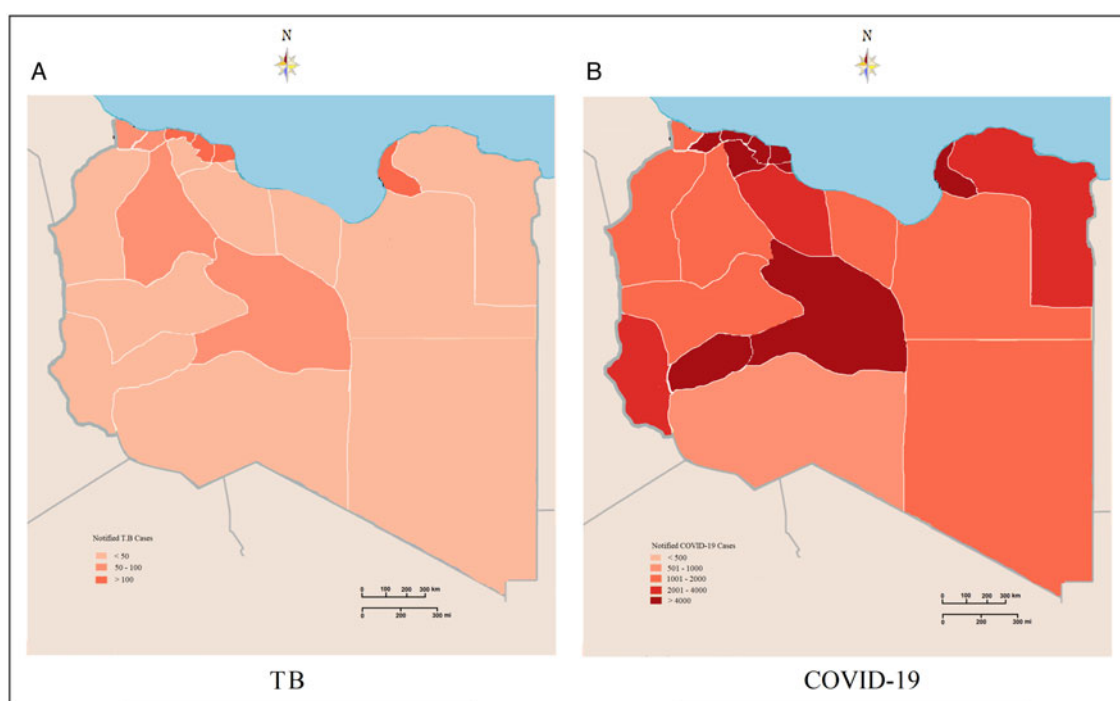 N
A
Notified T.B Cases
< 50
50 - 100
> 100
0 100 200 300 km
0 100 200 300 mi
TB
N
B
Notified COVID-19 Cases
< 500
501 - 1000
1001 - 2000
2001 - 4000
> 4000
0 100 200 300 km
0 100 200 300 mi
COVID-19